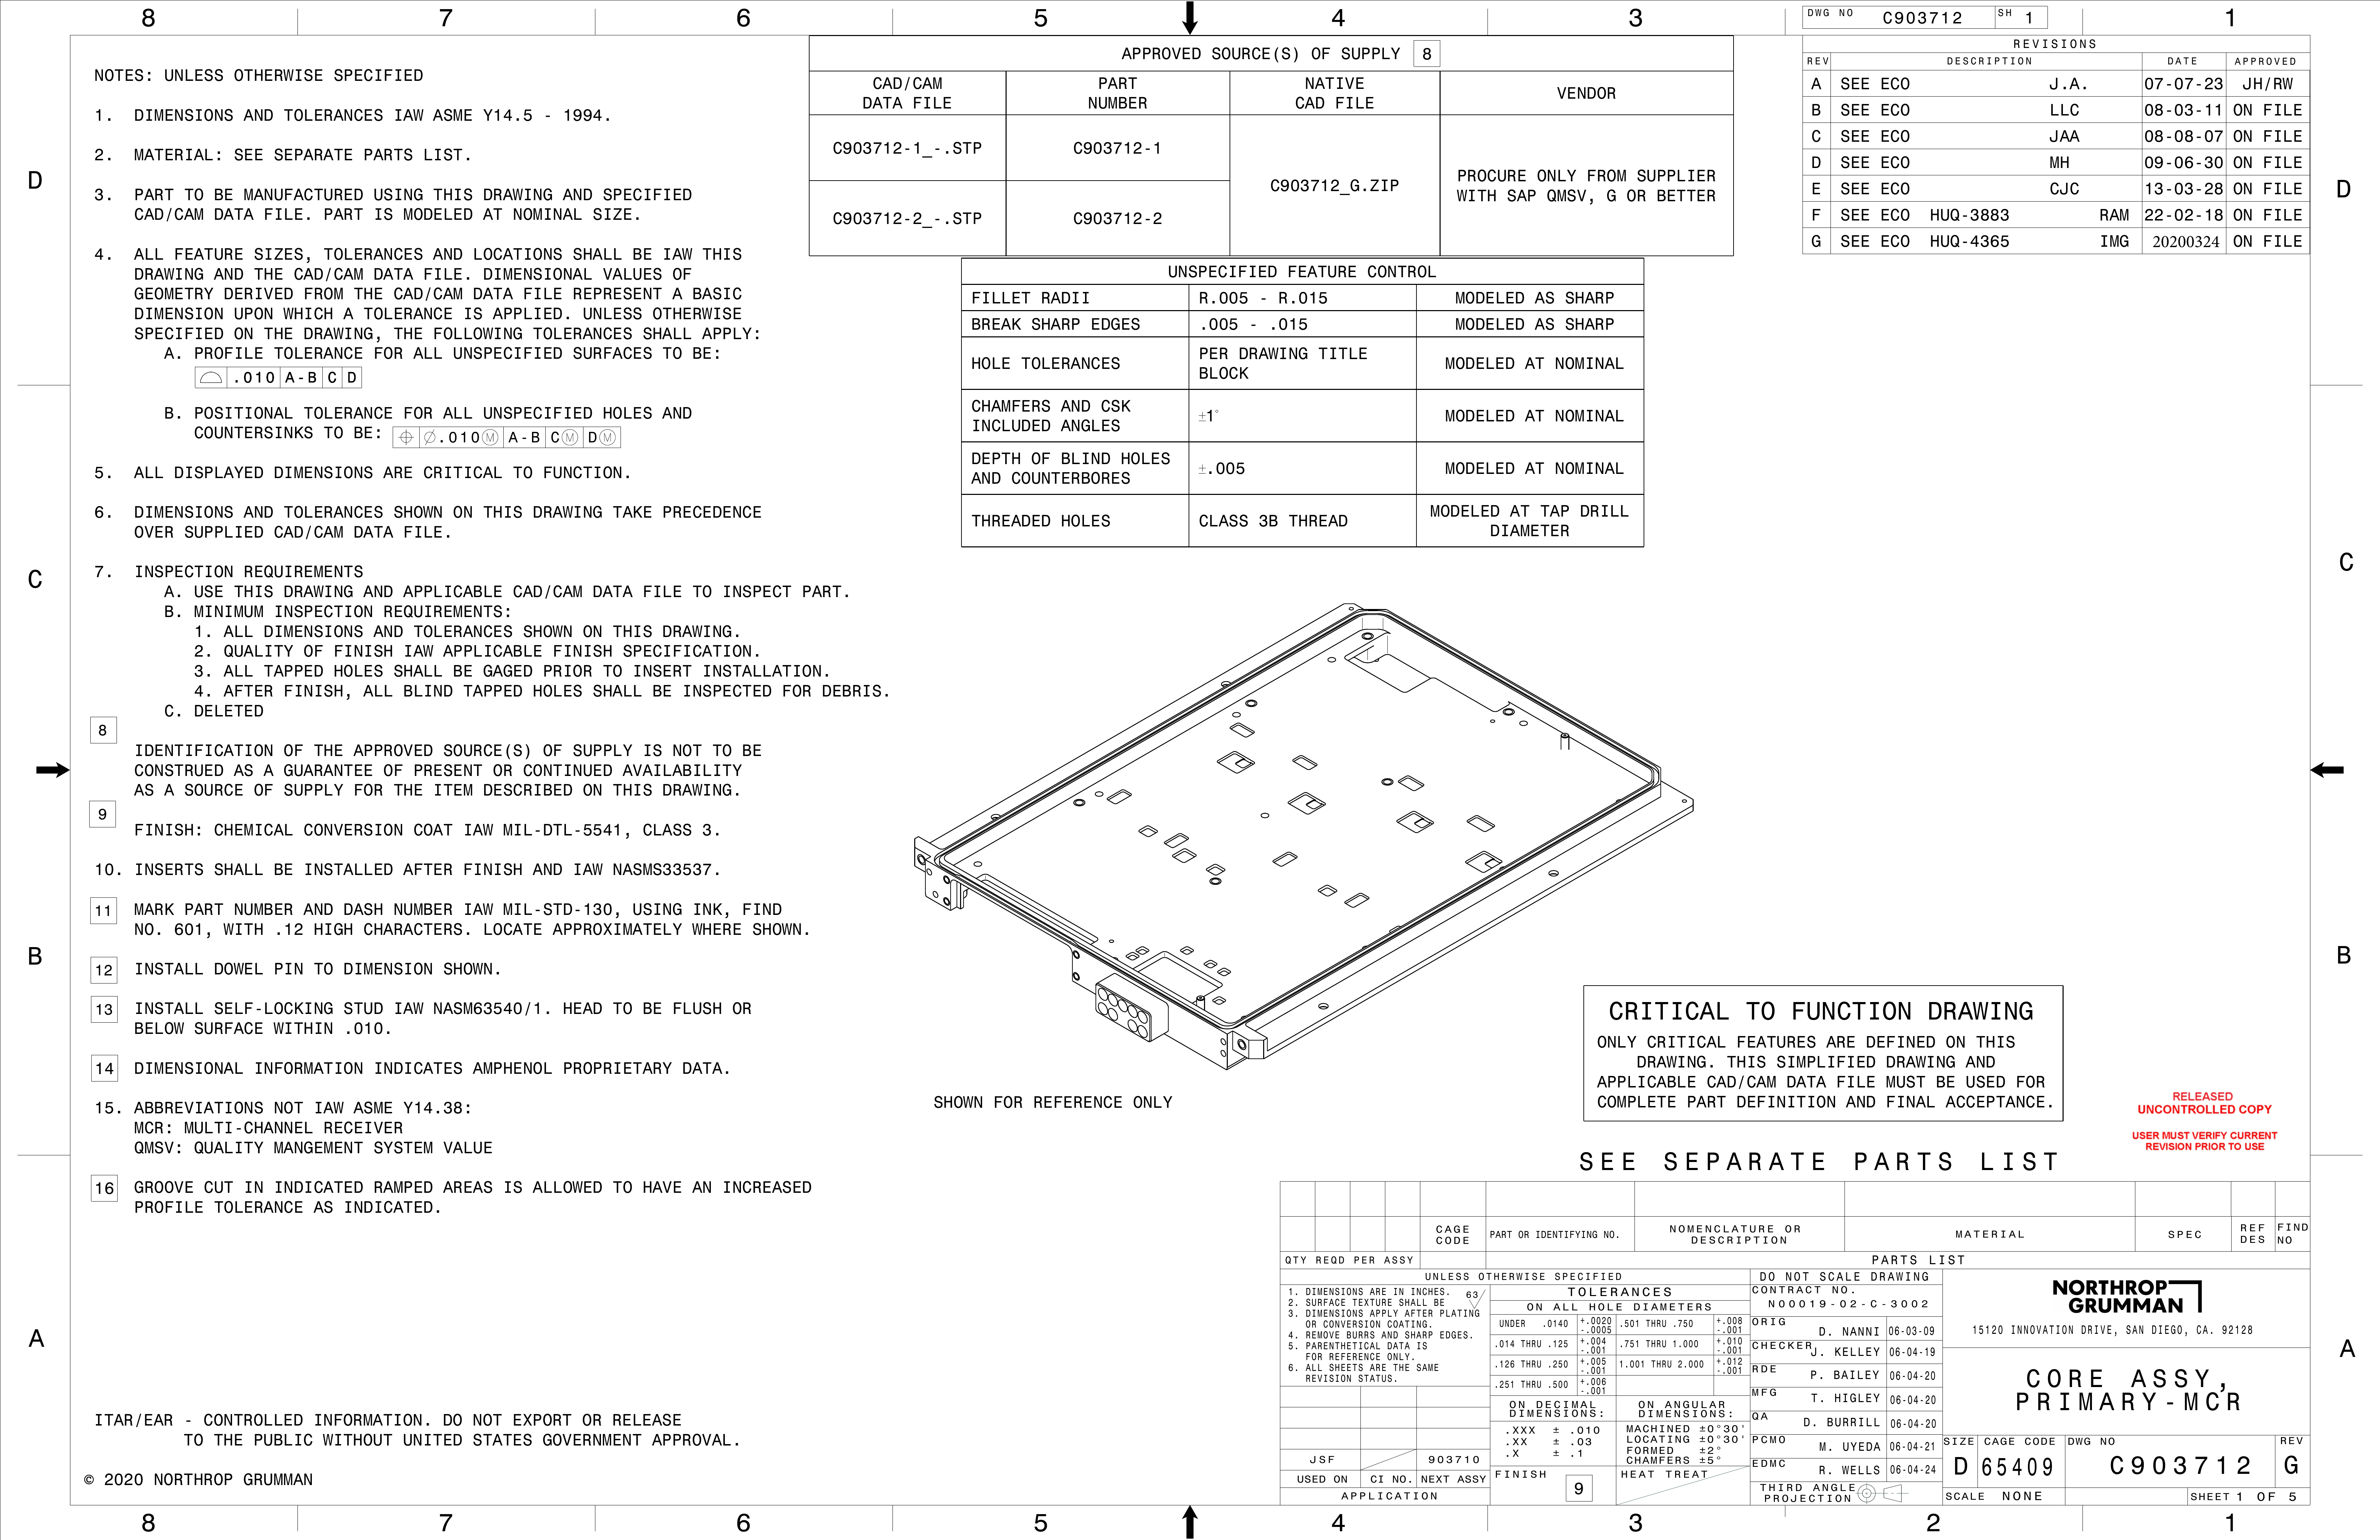 8 7 6 5 4 3 1
DWG NO C903712 SH 1
NOTES: UNLESS OTHERWISE SPECIFIED
1. DIMENSIONS AND TOLERANCES IAW ASME Y14.5 - 1994.
2. MATERIAL: SEE SEPARATE PARTS LIST.
3. PART TO BE MANUFACTURED USING THIS DRAWING AND SPECIFIED
CAD/CAM DATA FILE. PART IS MODELED AT NOMINAL SIZE.
4. ALL FEATURE SIZES, TOLERANCES AND LOCATIONS SHALL BE IAW THIS
DRAWING AND THE CAD/CAM DATA FILE. DIMENSIONAL VALUES OF
GEOMETRY DERIVED FROM THE CAD/CAM DATA FILE REPRESENT A BASIC
DIMENSION UPON WHICH A TOLERANCE IS APPLIED. UNLESS OTHERWISE
SPECIFIED ON THE DRAWING, THE FOLLOWING TOLERANCES SHALL APPLY:
A. PROFILE TOLERANCE FOR ALL UNSPECIFIED SURFACES TO BE:
⌓ .010 A-B C D
B. POSITIONAL TOLERANCE FOR ALL UNSPECIFIED HOLES AND
COUNTERSINKS TO BE: ⌖ ∅.010Ⓜ A-B CⓂ DⓂ
5. ALL DISPLAYED DIMENSIONS ARE CRITICAL TO FUNCTION.
6. DIMENSIONS AND TOLERANCES SHOWN ON THIS DRAWING TAKE PRECEDENCE
OVER SUPPLIED CAD/CAM DATA FILE.
7. INSPECTION REQUIREMENTS
A. USE THIS DRAWING AND APPLICABLE CAD/CAM DATA FILE TO INSPECT PART.
B. MINIMUM INSPECTION REQUIREMENTS:
1. ALL DIMENSIONS AND TOLERANCES SHOWN ON THIS DRAWING.
2. QUALITY OF FINISH IAW APPLICABLE FINISH SPECIFICATION.
3. ALL TAPPED HOLES SHALL BE GAGED PRIOR TO INSERT INSTALLATION.
4. AFTER FINISH, ALL BLIND TAPPED HOLES SHALL BE INSPECTED FOR DEBRIS.
C. DELETED
8
IDENTIFICATION OF THE APPROVED SOURCE(S) OF SUPPLY IS NOT TO BE
CONSTRUED AS A GUARANTEE OF PRESENT OR CONTINUED AVAILABILITY
AS A SOURCE OF SUPPLY FOR THE ITEM DESCRIBED ON THIS DRAWING.
9
FINISH: CHEMICAL CONVERSION COAT IAW MIL-DTL-5541, CLASS 3.
10. INSERTS SHALL BE INSTALLED AFTER FINISH AND IAW NASMS33537.
11 MARK PART NUMBER AND DASH NUMBER IAW MIL-STD-130, USING INK, FIND
NO. 601, WITH .12 HIGH CHARACTERS. LOCATE APPROXIMATELY WHERE SHOWN.
12 INSTALL DOWEL PIN TO DIMENSION SHOWN.
13 INSTALL SELF-LOCKING STUD IAW NASM63540/1. HEAD TO BE FLUSH OR
BELOW SURFACE WITHIN .010.
14 DIMENSIONAL INFORMATION INDICATES AMPHENOL PROPRIETARY DATA.
15. ABBREVIATIONS NOT IAW ASME Y14.38:
MCR: MULTI-CHANNEL RECEIVER
QMSV: QUALITY MANGEMENT SYSTEM VALUE
16 GROOVE CUT IN INDICATED RAMPED AREAS IS ALLOWED TO HAVE AN INCREASED
PROFILE TOLERANCE AS INDICATED.
ITAR/EAR - CONTROLLED INFORMATION. DO NOT EXPORT OR RELEASE
TO THE PUBLIC WITHOUT UNITED STATES GOVERNMENT APPROVAL.
© 2020 NORTHROP GRUMMAN
APPROVED SOURCE(S) OF SUPPLY 8
CAD/CAM DATA FILE PART NUMBER NATIVE CAD FILE VENDOR
C903712-1_-.STP C903712-1
C903712-2_-.STP C903712-2
C903712_G.ZIP
PROCURE ONLY FROM SUPPLIER
WITH SAP QMSV, G OR BETTER
UNSPECIFIED FEATURE CONTROL
FILLET RADII R.005 - R.015 MODELED AS SHARP
BREAK SHARP EDGES .005 - .015 MODELED AS SHARP
HOLE TOLERANCES PER DRAWING TITLE BLOCK MODELED AT NOMINAL
CHAMFERS AND CSK INCLUDED ANGLES ±1° MODELED AT NOMINAL
DEPTH OF BLIND HOLES AND COUNTERBORES ±.005 MODELED AT NOMINAL
THREADED HOLES CLASS 3B THREAD MODELED AT TAP DRILL DIAMETER
REVISIONS
REV DESCRIPTION DATE APPROVED
A SEE ECO J.A. 07-07-23 JH/RW
B SEE ECO LLC 08-03-11 ON FILE
C SEE ECO JAA 08-08-07 ON FILE
D SEE ECO MH 09-06-30 ON FILE
E SEE ECO CJC 13-03-28 ON FILE
F SEE ECO HUQ-3883 RAM 22-02-18 ON FILE
G SEE ECO HUQ-4365 IMG 20200324 ON FILE
D D
C C
B B
A A
SHOWN FOR REFERENCE ONLY
CRITICAL TO FUNCTION DRAWING
ONLY CRITICAL FEATURES ARE DEFINED ON THIS
DRAWING. THIS SIMPLIFIED DRAWING AND
APPLICABLE CAD/CAM DATA FILE MUST BE USED FOR
COMPLETE PART DEFINITION AND FINAL ACCEPTANCE.
RELEASED
UNCONTROLLED COPY
USER MUST VERIFY CURRENT
REVISION PRIOR TO USE
SEE SEPARATE PARTS LIST
CAGE CODE PART OR IDENTIFYING NO. NOMENCLATURE OR DESCRIPTION MATERIAL SPEC REF DES FIND NO
QTY REQD PER ASSY PARTS LIST
UNLESS OTHERWISE SPECIFIED
1. DIMENSIONS ARE IN INCHES. 63
2. SURFACE TEXTURE SHALL BE
3. DIMENSIONS APPLY AFTER PLATING
OR CONVERSION COATING.
4. REMOVE BURRS AND SHARP EDGES.
5. PARENTHETICAL DATA IS
FOR REFERENCE ONLY.
6. ALL SHEETS ARE THE SAME
REVISION STATUS.
TOLERANCES
ON ALL HOLE DIAMETERS
UNDER .0140 +.0020 -.0005 .501 THRU .750 +.008 -.001
.014 THRU .125 +.004 -.001 .751 THRU 1.000 +.010 -.001
.126 THRU .250 +.005 -.001 1.001 THRU 2.000 +.012 -.001
.251 THRU .500 +.006 -.001
ON DECIMAL DIMENSIONS:
.XXX ± .010
.XX ± .03
.X ± .1
ON ANGULAR DIMENSIONS:
MACHINED ±0°30'
LOCATING ±0°30'
FORMED ±2°
CHAMFERS ±5°
FINISH 9 HEAT TREAT
JSF 903710
USED ON CI NO. NEXT ASSY
APPLICATION
DO NOT SCALE DRAWING
CONTRACT NO.
N00019-02-C-3002
ORIG D. NANNI 06-03-09
CHECKER J. KELLEY 06-04-19
RDE P. BAILEY 06-04-20
MFG T. HIGLEY 06-04-20
QA D. BURRILL 06-04-20
PCMO M. UYEDA 06-04-21
EDMC R. WELLS 06-04-24
THIRD ANGLE PROJECTION
NORTHROP
GRUMMAN
15120 INNOVATION DRIVE, SAN DIEGO, CA. 92128
CORE ASSY,
PRIMARY-MCR
SIZE D CAGE CODE 65409 DWG NO C903712 REV G
SCALE NONE SHEET 1 OF 5
8 7 6 5 4 3 2 1